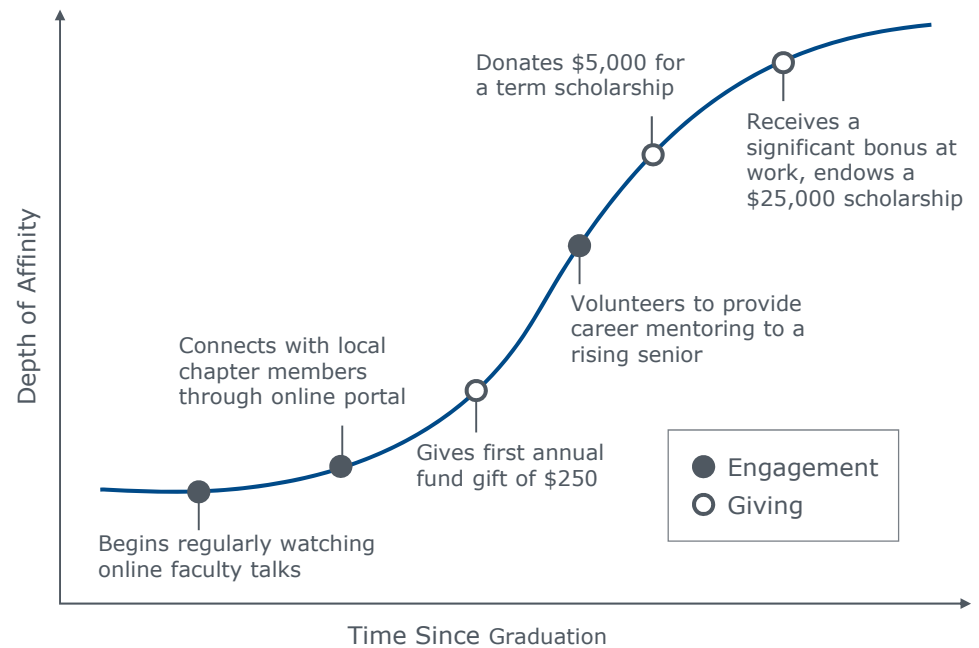 Donates $5,000 for
a term scholarship
Receives a
significant bonus at
work, endows a
$25,000 scholarship
Depth of Affinity
Volunteers to provide
career mentoring to a
rising senior
Connects with local
chapter members
through online portal
Gives first annual
fund gift of $250
Engagement
Giving
Begins regularly watching
online faculty talks
Time Since Graduation